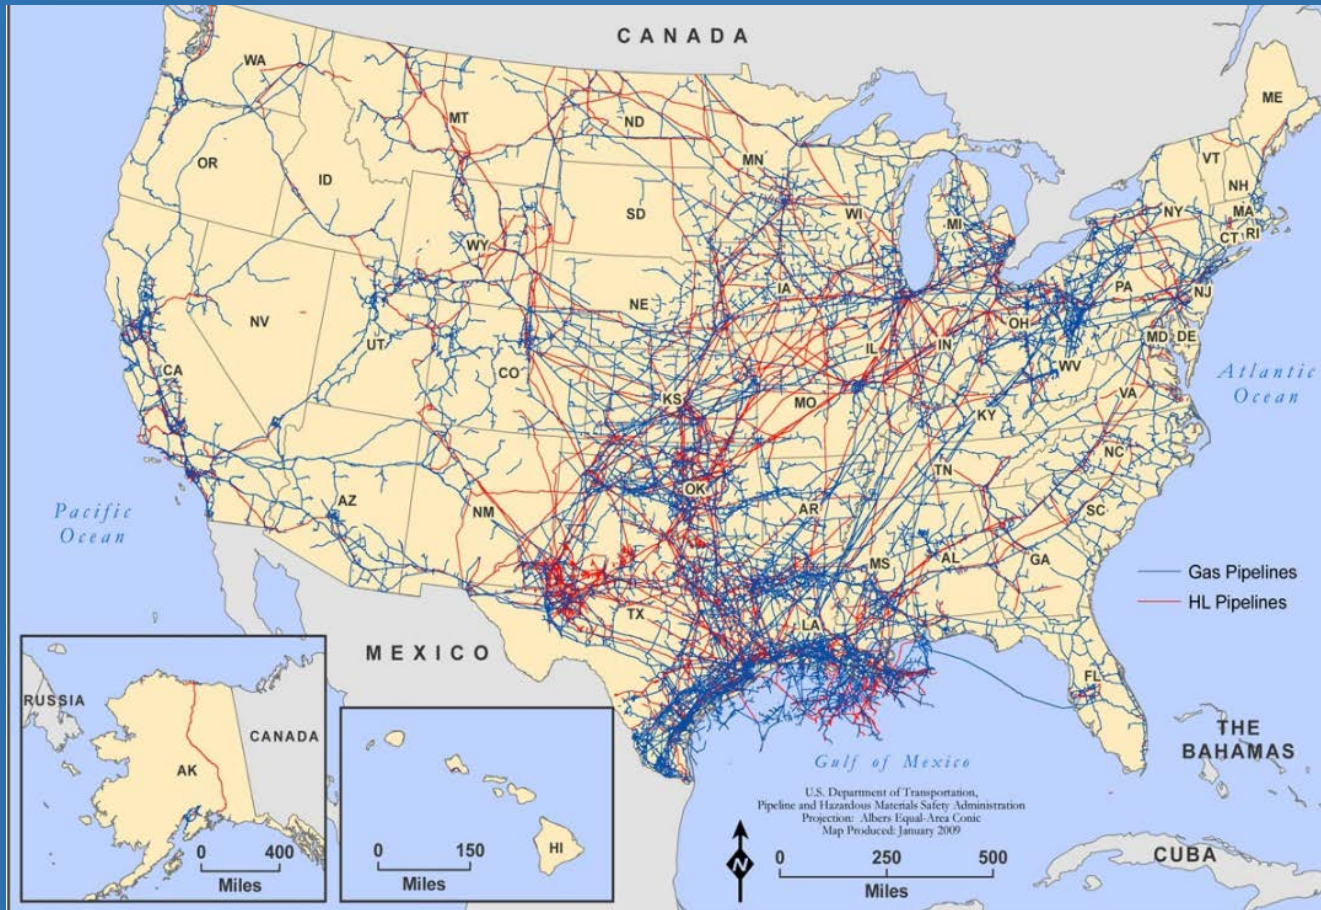 CANADA
WA
MT
ND
MN
ME
VT
NH
OR
ID
SD
WI
MI
NY
MA
CT
RI
WY
NE
IA
PA
NJ
NV
UT
CO
IL
IN
OH
MD
DE
WV
CA
KS
MO
KY
VA
Atlantic
Ocean
AZ
NM
OK
AR
TN
NC
SC
Pacific
Ocean
TX
LA
MS
AL
GA
Gas Pipelines
HL Pipelines
MEXICO
FL
RUSSIA
CANADA
AK
0 400
Miles
HI
0 150
Miles
Gulf of Mexico
THE
BAHAMAS
U.S. Department of Transportation,
Pipeline and Hazardous Materials Safety Administration
Projection: Albers Equal-Area Conic
Map Produced: January 2009
N
0 250 500
Miles
CUBA